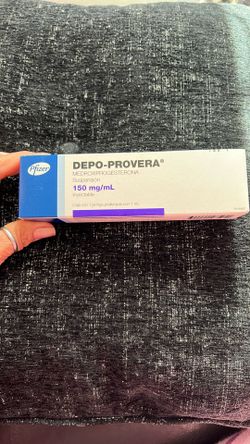 Pfizer
DEPO-PROVERA®
MEDROXIPROGESTERONA
Suspensión
150 mg/mL
Inyectable